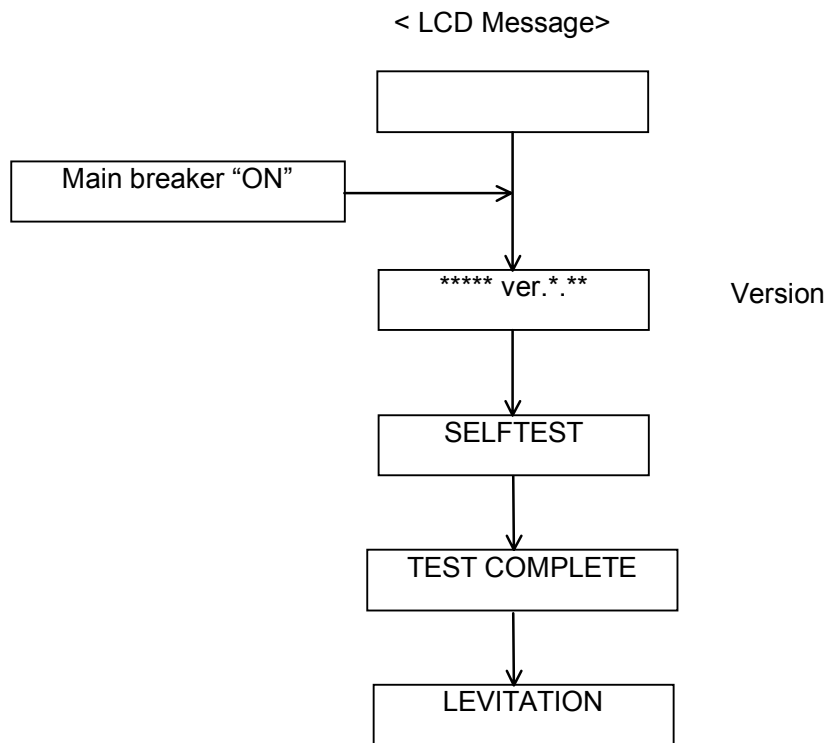 < LCD Message>
Main breaker “ON”
***** ver.*.**
Version
SELFTEST
TEST COMPLETE
LEVITATION